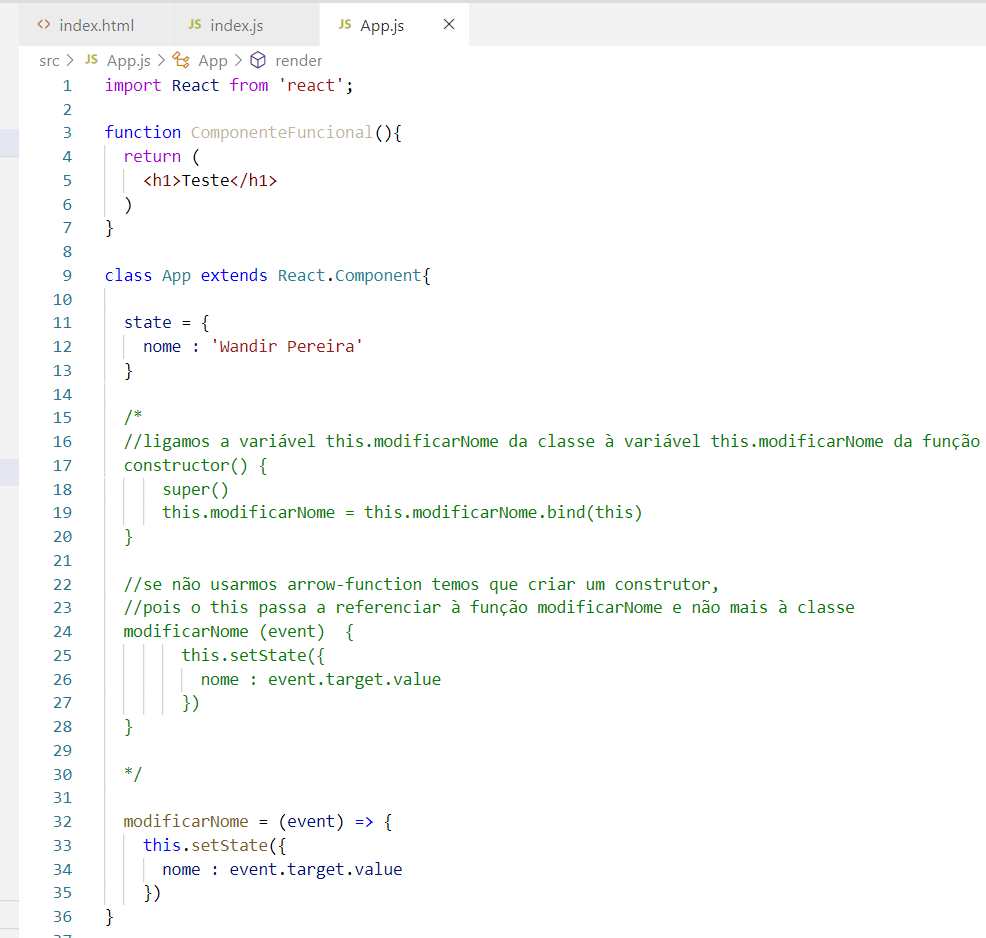 <> index.html JS index.js JS App.js ×
src > JS App.js > App > render
1 import React from 'react';
2
3 function ComponenteFuncional(){
4 return (
5 <h1>Teste</h1>
6 )
7 }
8
9 class App extends React.Component{
10
11 state = {
12 nome : 'Wandir Pereira'
13 }
14
15 /*
16 //ligamos a variável this.modificarNome da classe à variável this.modificarNome da função
17 constructor() {
18 super()
19 this.modificarNome = this.modificarNome.bind(this)
20 }
21
22 //se não usarmos arrow-function temos que criar um construtor,
23 //pois o this passa a referenciar à função modificarNome e não mais à classe
24 modificarNome (event)  {
25 this.setState({
26 nome : event.target.value
27 })
28 }
29
30 */
31
32 modificarNome = (event) => {
33 this.setState({
34 nome : event.target.value
35 })
36 }